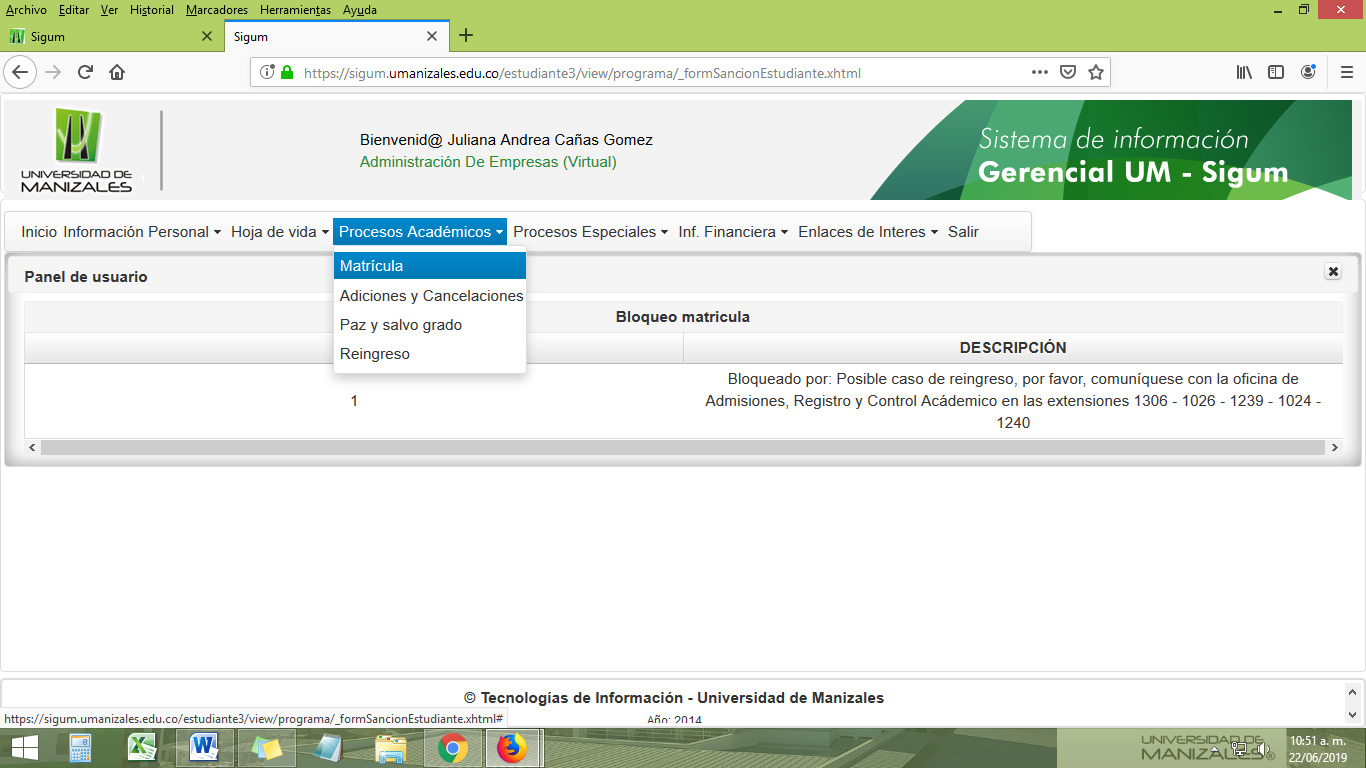 Archivo Editar Ver Historial Marcadores Herramientas Ayuda
Sigum
Sigum
https://sigum.umanizales.edu.co/estudiante3/view/programa/_formSancionEstudiante.xhtml
UNIVERSIDAD DE
MANIZALES
Bienvenid@ Juliana Andrea Cañas Gomez
Administración De Empresas (Virtual)
Sistema de información
Gerencial UM - Sigum
Inicio Información Personal Hoja de vida Procesos Académicos Procesos Especiales Inf. Financiera Enlaces de Interes Salir
Matrícula
Adiciones y Cancelaciones
Paz y salvo grado
Reingreso
Panel de usuario
Bloqueo matricula
DESCRIPCIÓN
1
Bloqueado por: Posible caso de reingreso, por favor, comuníquese con la oficina de
Admisiones, Registro y Control Acádemico en las extensiones 1306 - 1026 - 1239 - 1024 -
1240
© Tecnologías de Información - Universidad de Manizales
Año: 2014
https://sigum.umanizales.edu.co/estudiante3/view/programa/_formSancionEstudiante.xhtml#
UNIVERSIDAD DE
MANIZALES®
10:51 a. m.
22/06/2019